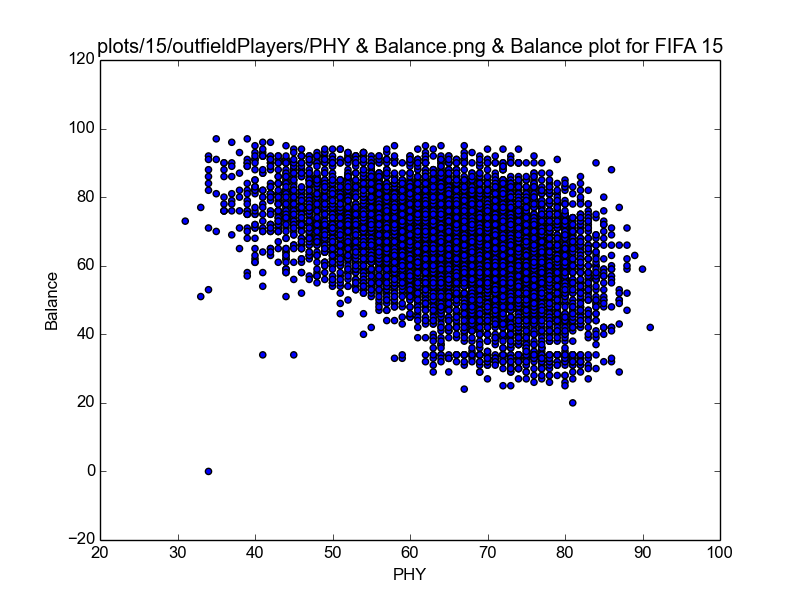 plots/15/outfieldPlayers/PHY & Balance.png & Balance plot for FIFA 15
120
100
80
60
40
20
0
−20
Balance
20 30 40 50 60 70 80 90 100
PHY